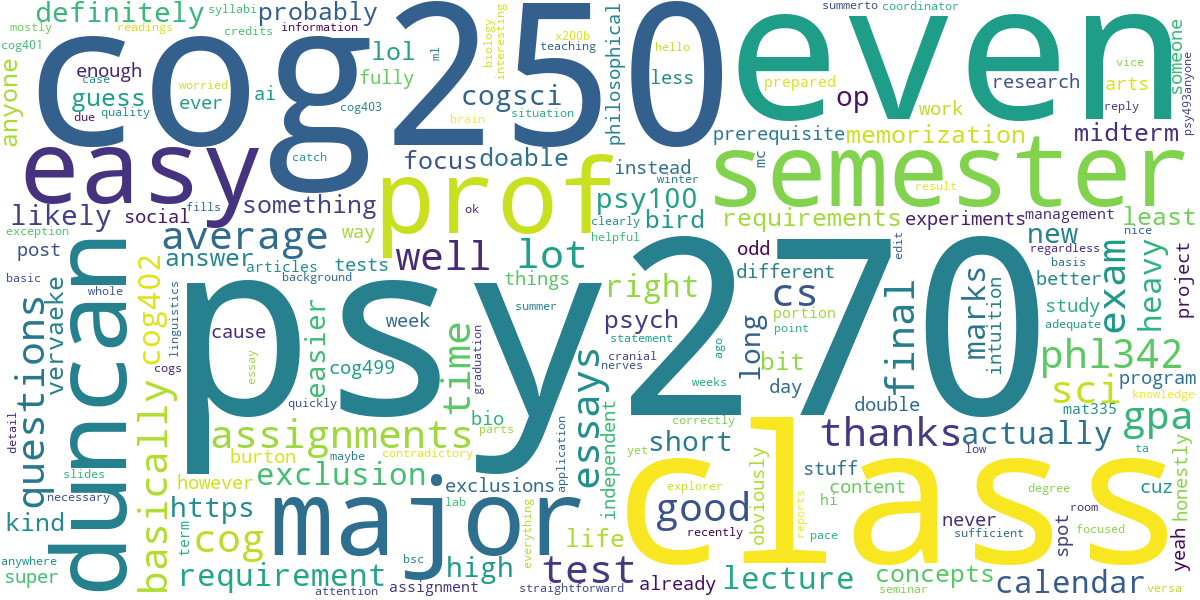 definitely
syllabi
probably
summerto
coordinator
mostly
readings
credits
information
cog401
cog250
even
lol
ml
biology
interesting
x200b
teaching
hello
philosophical
someone
anyone
enough
case
worried
fully
less
prepared
research
vice
arts
psy493anyone
guess
ever
ai
cogsci
op
work
reply
due
quality
cog403
brain
situation
prerequisite
memorization
midterm
easy
catch
focus
doable
instead
mc
semester
prof
winter
psy100
result
likely
social
something
ok
clearly
bird
requirements
experiments
management
least
exception
fills
way
helpful
nice
post
average
well
lot
odd
new
regardless
edit
duncan
answer
articles
tests
things
right
different
basis
better
exam
heavy
project
basic
background
cs
portion
study
whole
linguistics
cog402
psy270
summer
marks
intuition
adequate
questions
vervaeke
cause
week
time
graduation
psych
point
long
final
statement
cranial
nerves
ago
bit
phl342
cogs
essay
easier
cog499
essays
weeks
day
sci
program
knowledge
quickly
double
mat335
gpa
basically
assignments
bio
independent
correctly
class
thanks
actually
low
ta
honestly
detail
maybe
contradictory
parts
yet
short
obviously
slides
however
burton
exclusion
application
stuff
content
cuz
explorer
degree
necessary
https
major
exclusions
good
hi
never
spot
room
kind
term
cog
lab
everything
recently
reports
pace
sufficient
focused
yeah
life
anywhere
bsc
high
test
super
requirement
already
lecture
concepts
calendar
attention
assignment
straightforward
seminar
versa